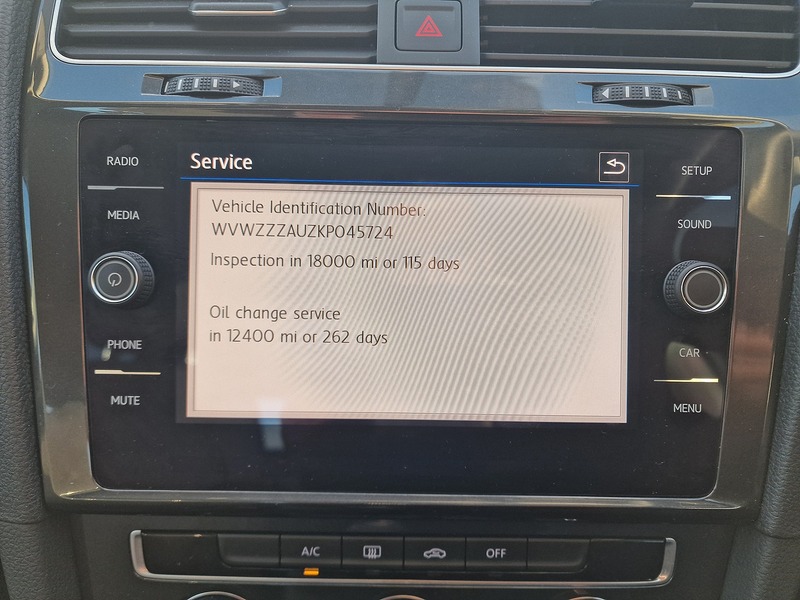 RADIO
MEDIA
PHONE
MUTE
Service
Vehicle Identification Number:
WVWZZZAUZKP045724
Inspection in 18000 mi or 115 days
Oil change service
in 12400 mi or 262 days
SETUP
SOUND
CAR
MENU
A/C
OFF